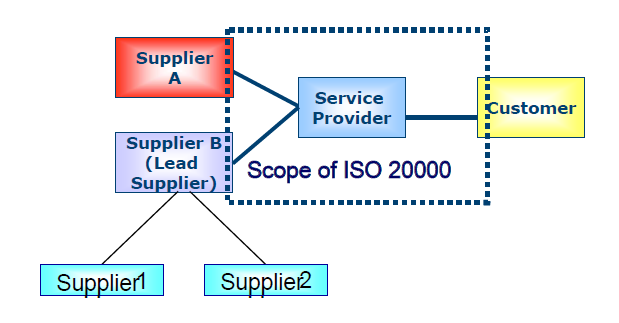 Supplier
A
Service
Provider
Customer
Supplier B
(Lead
Supplier)
Scope of ISO 20000
Supplier1
Supplier2